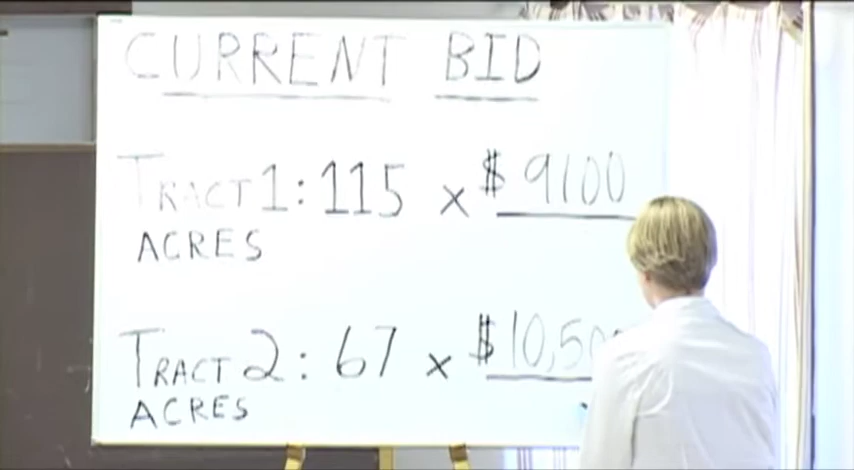 CURRENT BID
TRACT 1: 115 x $9100
ACRES
TRACT 2: 67 x
ACRES